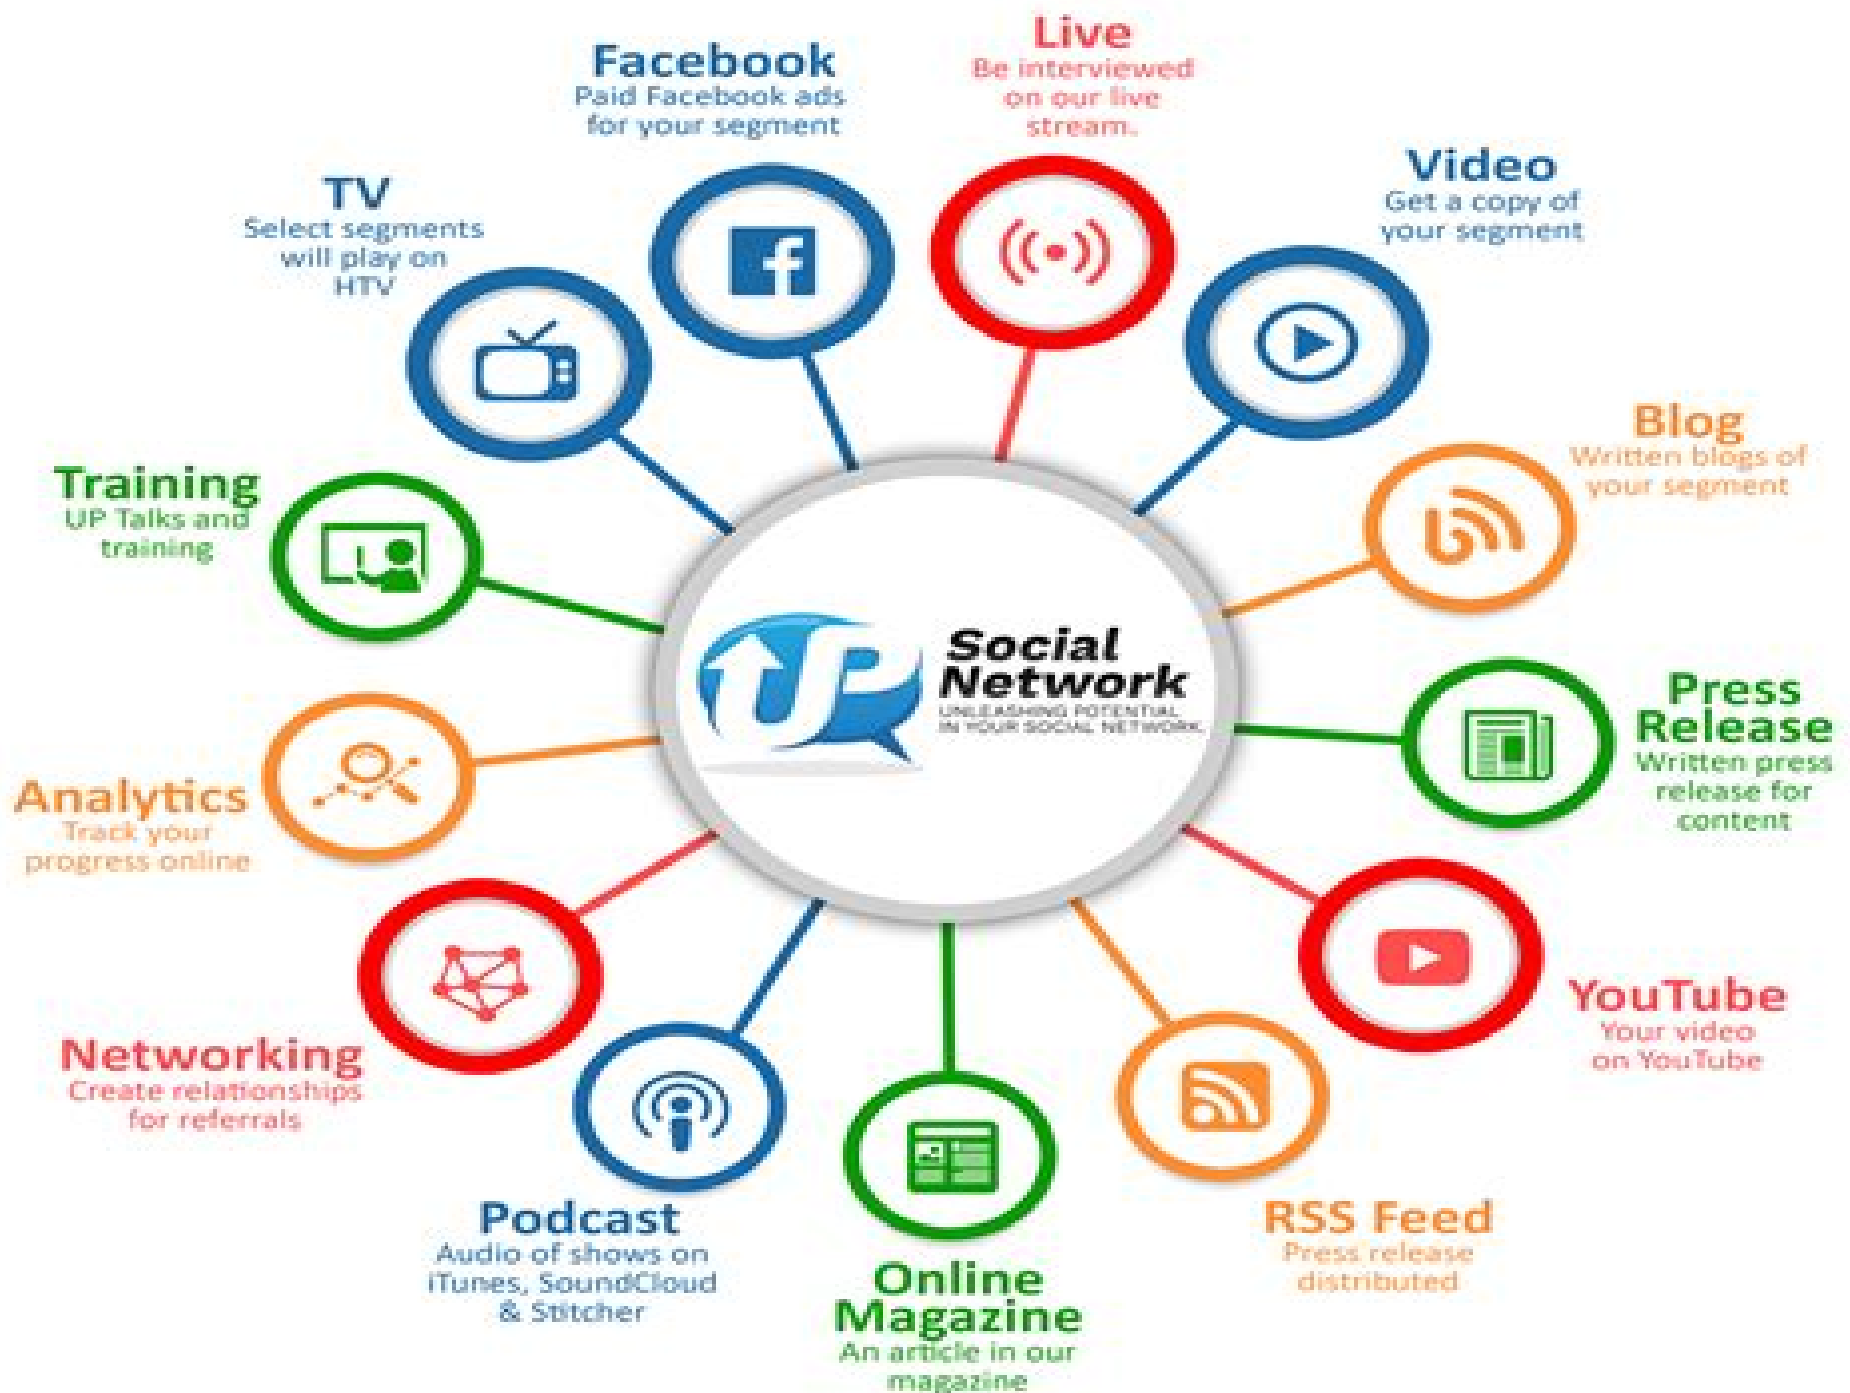 Live
Be interviewed
on our live
stream.
Facebook
Paid Facebook ads
for your segment
Video
Get a copy of
your segment
TV
Select segments
will play on
HTV
Blog
Written blogs of
your segment
Training
UP Talks and
training
UP
Social
Network
UNLEASHING POTENTIAL
IN YOUR SOCIAL NETWORK
Press
Release
Written press
release for
content
Analytics
Track your
progress online
YouTube
Your video
on YouTube
Networking
Create relationships
for referrals
Podcast
Audio of shows on
iTunes, SoundCloud
& Stitcher
RSS Feed
Press release
distributed
Online
Magazine
An article in our
magazine